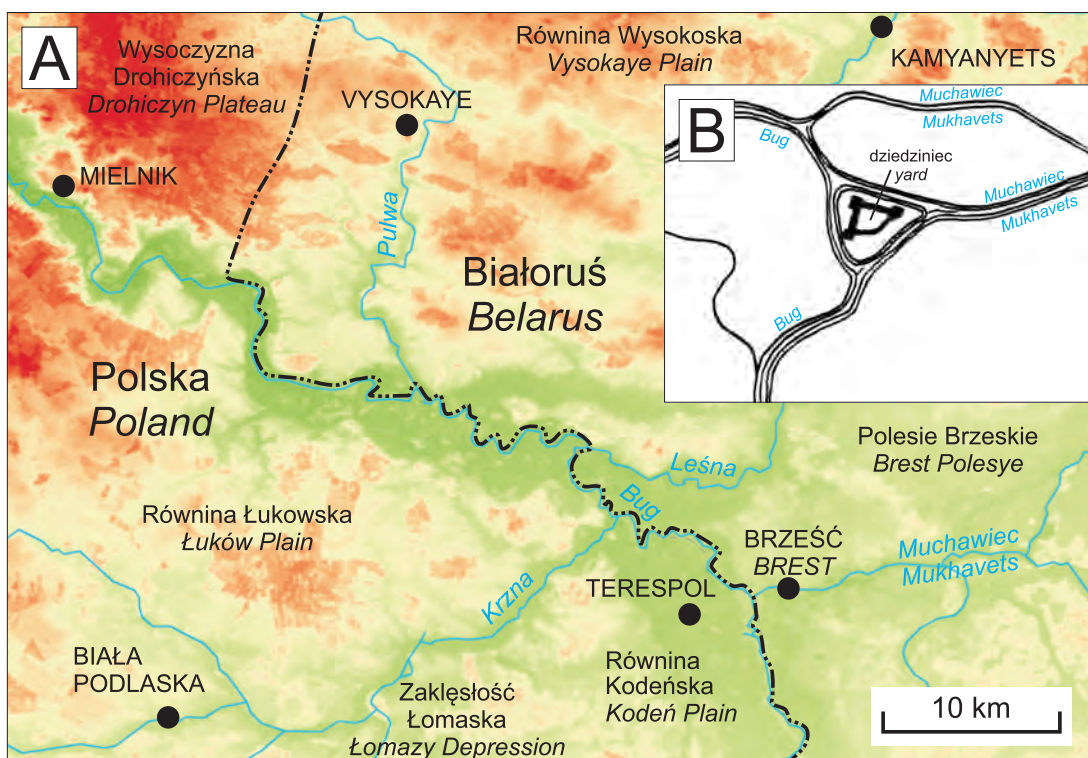 A
Wysoczyzna
Drohiczyńska
Drohiczyn Plateau
Równina Wysokoska
Vysokaye Plain
KAMYANYETS
VYSOKAYE
MIELNIK
Pulwa
Białoruś
Belarus
Polska
Poland
Leśna
Polesie Brzeskie
Brest Polesye
Bug
Równina Łukowska
Łuków Plain
BRZEŚĆ
BREST
Muchawiec
Mukhavets
Krzna
TERESPOL
BIAŁA
PODLASKA
Zaklęsłość
Łomaska
Łomazy Depression
Równina
Kodeńska
Kodeń Plain
10 km
B
Muchawiec
Mukhavets
Bug
dziedziniec
yard
Muchawiec
Mukhavets
Bug